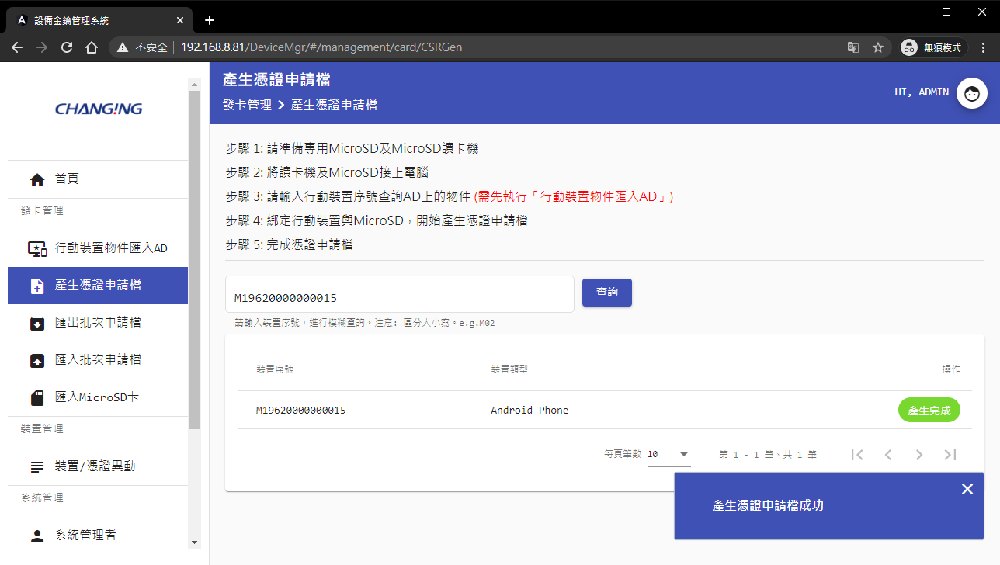 設備金鑰管理系統
不安全
192.168.8.81/DeviceMgr/#/management/card/CSRGen
無痕模式
CHANG!NG
首頁
發卡管理
行動裝置物件匯入AD
產生憑證申請檔
匯出批次申請檔
匯入批次申請檔
匯入MicroSD卡
裝置管理
裝置/憑證異動
系統管理
系統管理者
產生憑證申請檔
發卡管理 > 產生憑證申請檔
HI, ADMIN
步驟 1: 請準備專用MicroSD及MicroSD讀卡機
步驟 2: 將讀卡機及MicroSD接上電腦
步驟 3: 請輸入行動裝置序號查詢AD上的物件 (需先執行「行動裝置物件匯入AD」)
步驟 4: 綁定行動裝置與MicroSD，開始產生憑證申請檔
步驟 5: 完成憑證申請檔
M19620000000015
查詢
請輸入裝置序號，進行模糊查詢。注意: 區分大小寫。e.g.M02
裝置序號 裝置類型 操作
M19620000000015 Android Phone 產生完成
每頁筆數 10 第 1 - 1 筆、共 1 筆
產生憑證申請檔成功